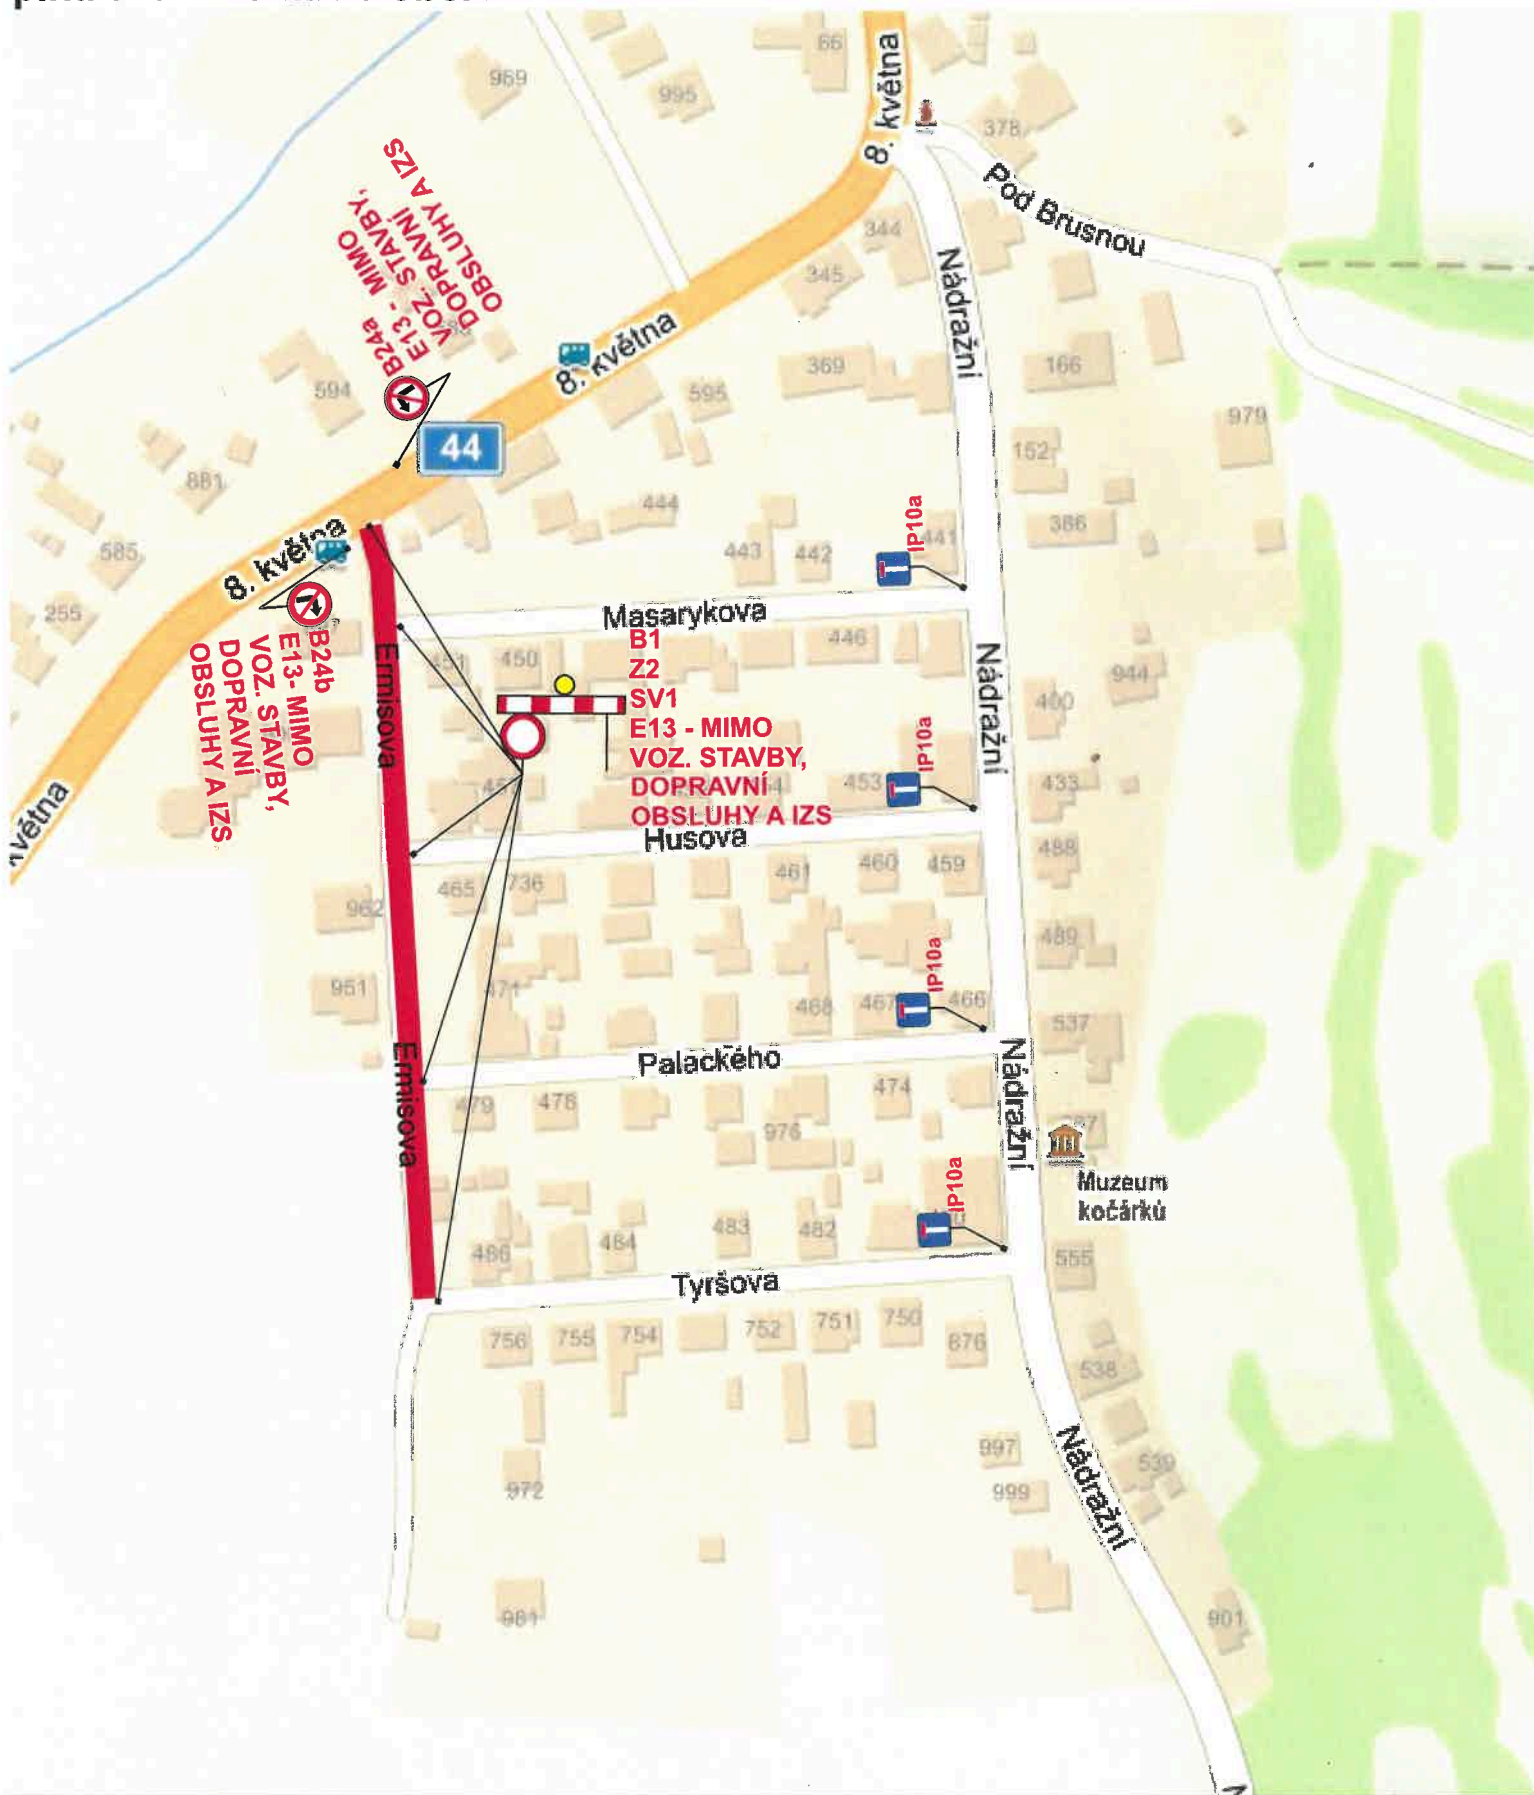 8. května
66
969
995
378
Pod Brusnou
B24a
E13 - MIMO
VOZ. STAVBY,
DOPRAVNÍ
OBSLUHY A IZS
344
345
Nádražní
8. května
594
595
369
166
979
44
881
152
444
386
585
8. května
443
442
441
IP10a
255
Masarykova
B24b
E13- MIMO
VOZ. STAVBY,
DOPRAVNÍ
OBSLUHY A IZS
Ermisova
451
450
446
B1
Z2
SV1
E13 - MIMO
VOZ. STAVBY,
DOPRAVNÍ
OBSLUHY A IZS
Nádražní
944
400
IP10a
453
433
Husova
488
465
736
461
460
459
962
489
951
471
IP10a
468
467
466
537
Palackého
Ermisova
Nádražní
479
478
474
976
Muzeum
kočárků
IP10a
486
484
483
482
555
Tyršova
756
755
754
752
751
750
876
538
Nádražní
997
539
972
999
981
901